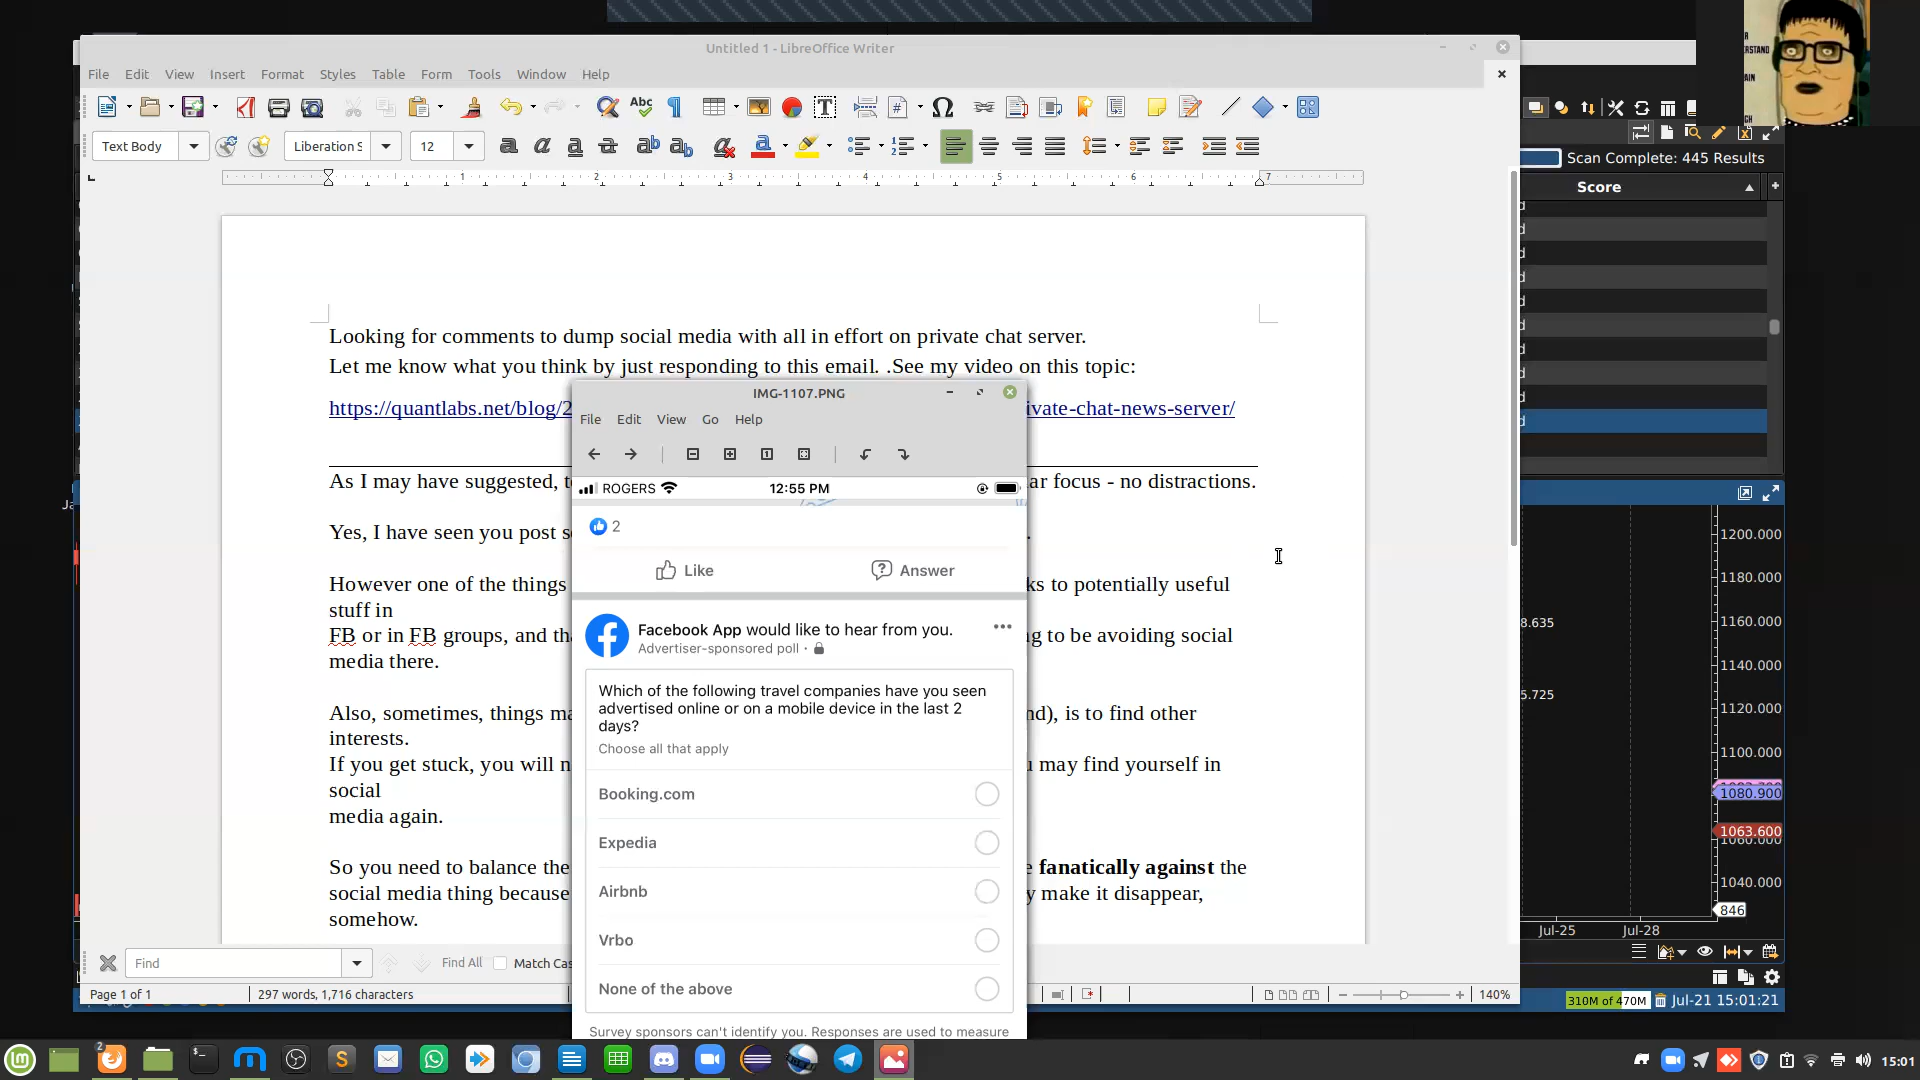 Untitled 1 - LibreOffice Writer
File Edit View Insert Format Styles Table Form Tools Window Help
Text Body
Liberation S
12
1 2 3 4 5 6 7
Looking for comments to dump social media with all in effort on private chat server.
Let me know what you think by just responding to this email. .See my video on this topic:
https://quantlabs.net/blog/2
ivate-chat-news-server/
As I may have suggested, t
ar focus - no distractions.
Yes, I have seen you post s
However one of the things
ks to potentially useful
stuff in
FB or in FB groups, and tha
g to be avoiding social
media there.
Also, sometimes, things ma
nd), is to find other
interests.
If you get stuck, you will n
u may find yourself in
social
media again.
So you need to balance the
e fanatically against the
social media thing because
y make it disappear,
somehow.
IMG-1107.PNG
File Edit View Go Help
ROGERS
12:55 PM
2
Like
Answer
Facebook App would like to hear from you.
Advertiser-sponsored poll ·
Which of the following travel companies have you seen
advertised online or on a mobile device in the last 2
days?
Choose all that apply
Booking.com
Expedia
Airbnb
Vrbo
None of the above
Survey sponsors can't identify you. Responses are used to measure
Find
Find All
Match Cas
Page 1 of 1
297 words, 1,716 characters
140%
Scan Complete: 445 Results
Score
1200.000
1180.000
8.635
1160.000
1140.000
5.725
1120.000
1100.000
1080.900
1063.600
1060.000
1040.000
846
Jul-25
Jul-28
310M of 470M
Jul-21 15:01:21
2
15:01